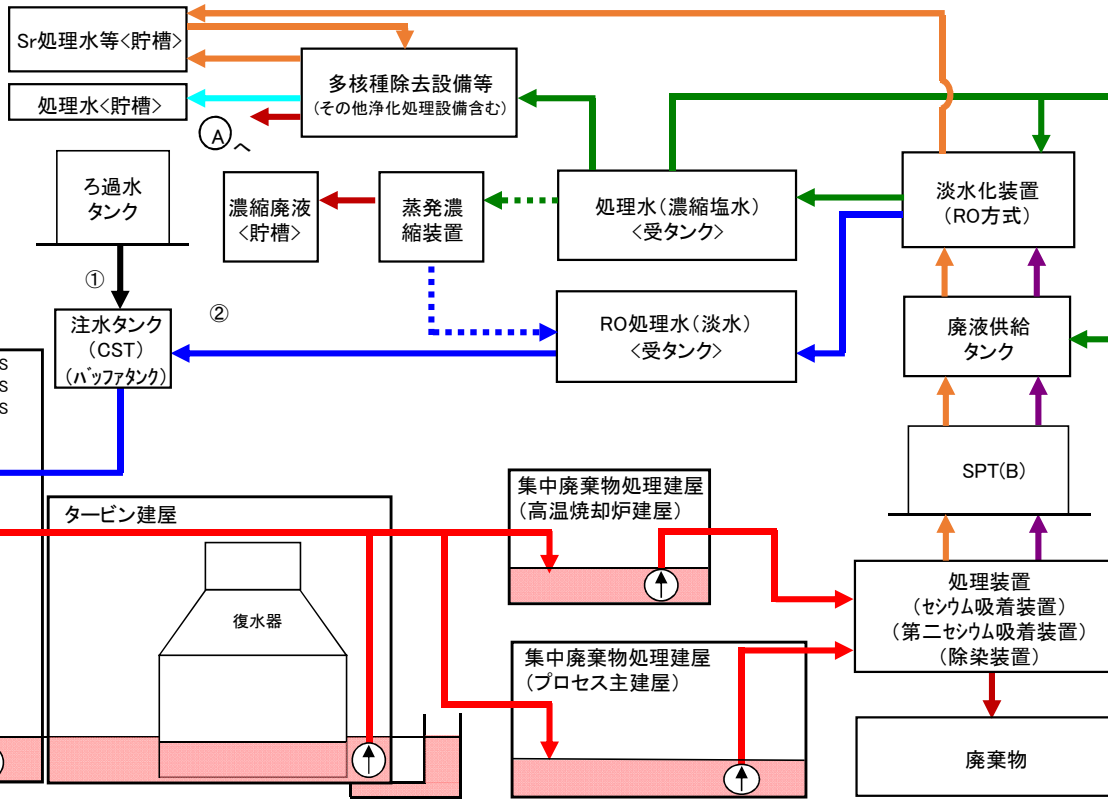 Sr処理水等<貯槽>
多核種除去設備等
(その他浄化処理設備含む)
処理水<貯槽>
Aへ
ろ過水
タンク
濃縮廃液
<貯槽>
蒸発濃
縮装置
処理水(濃縮塩水)
<受タンク>
淡水化装置
(RO方式)
①
②
注水タンク
(CST)
(バッファタンク)
RO処理水(淡水)
<受タンク>
廃液供給
タンク
S
S
S
SPT(B)
タービン建屋
復水器
集中廃棄物処理建屋
(高温焼却炉建屋)
処理装置
(セシウム吸着装置)
(第二セシウム吸着装置)
(除染装置)
集中廃棄物処理建屋
(プロセス主建屋)
廃棄物